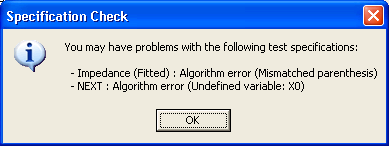 Specification Check
You may have problems with the following test specifications:
- Impedance (Fitted) : Algorithm error (Mismatched parenthesis)
- NEXT : Algorithm error (Undefined variable: X0)
OK